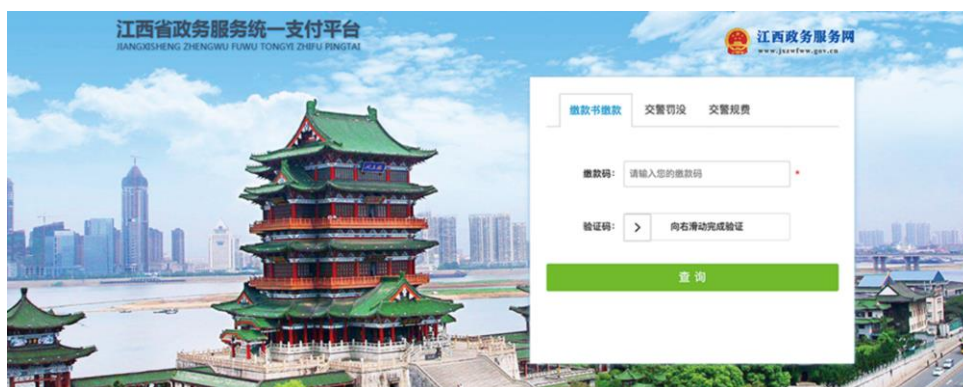 江西省政务服务统一支付平台
JIANGXISHENG ZHENGWU FUWU TONGYI ZHIFU PINGTAI
江西政务服务网
www.jxzwfww.gov.cn
缴款书缴款 交警罚没 交警规费
缴款码： 请输入您的缴款码 *
验证码： > 向右滑动完成验证
查 询